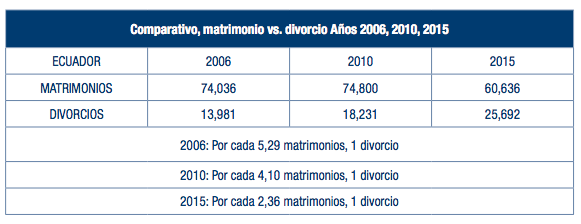 Comparativo, matrimonio vs. divorcio Años 2006, 2010, 2015
ECUADOR 2006 2010 2015
MATRIMONIOS 74,036 74,800 60,636
DIVORCIOS 13,981 18,231 25,692
2006: Por cada 5,29 matrimonios, 1 divorcio
2010: Por cada 4,10 matrimonios, 1 divorcio
2015: Por cada 2,36 matrimonios, 1 divorcio